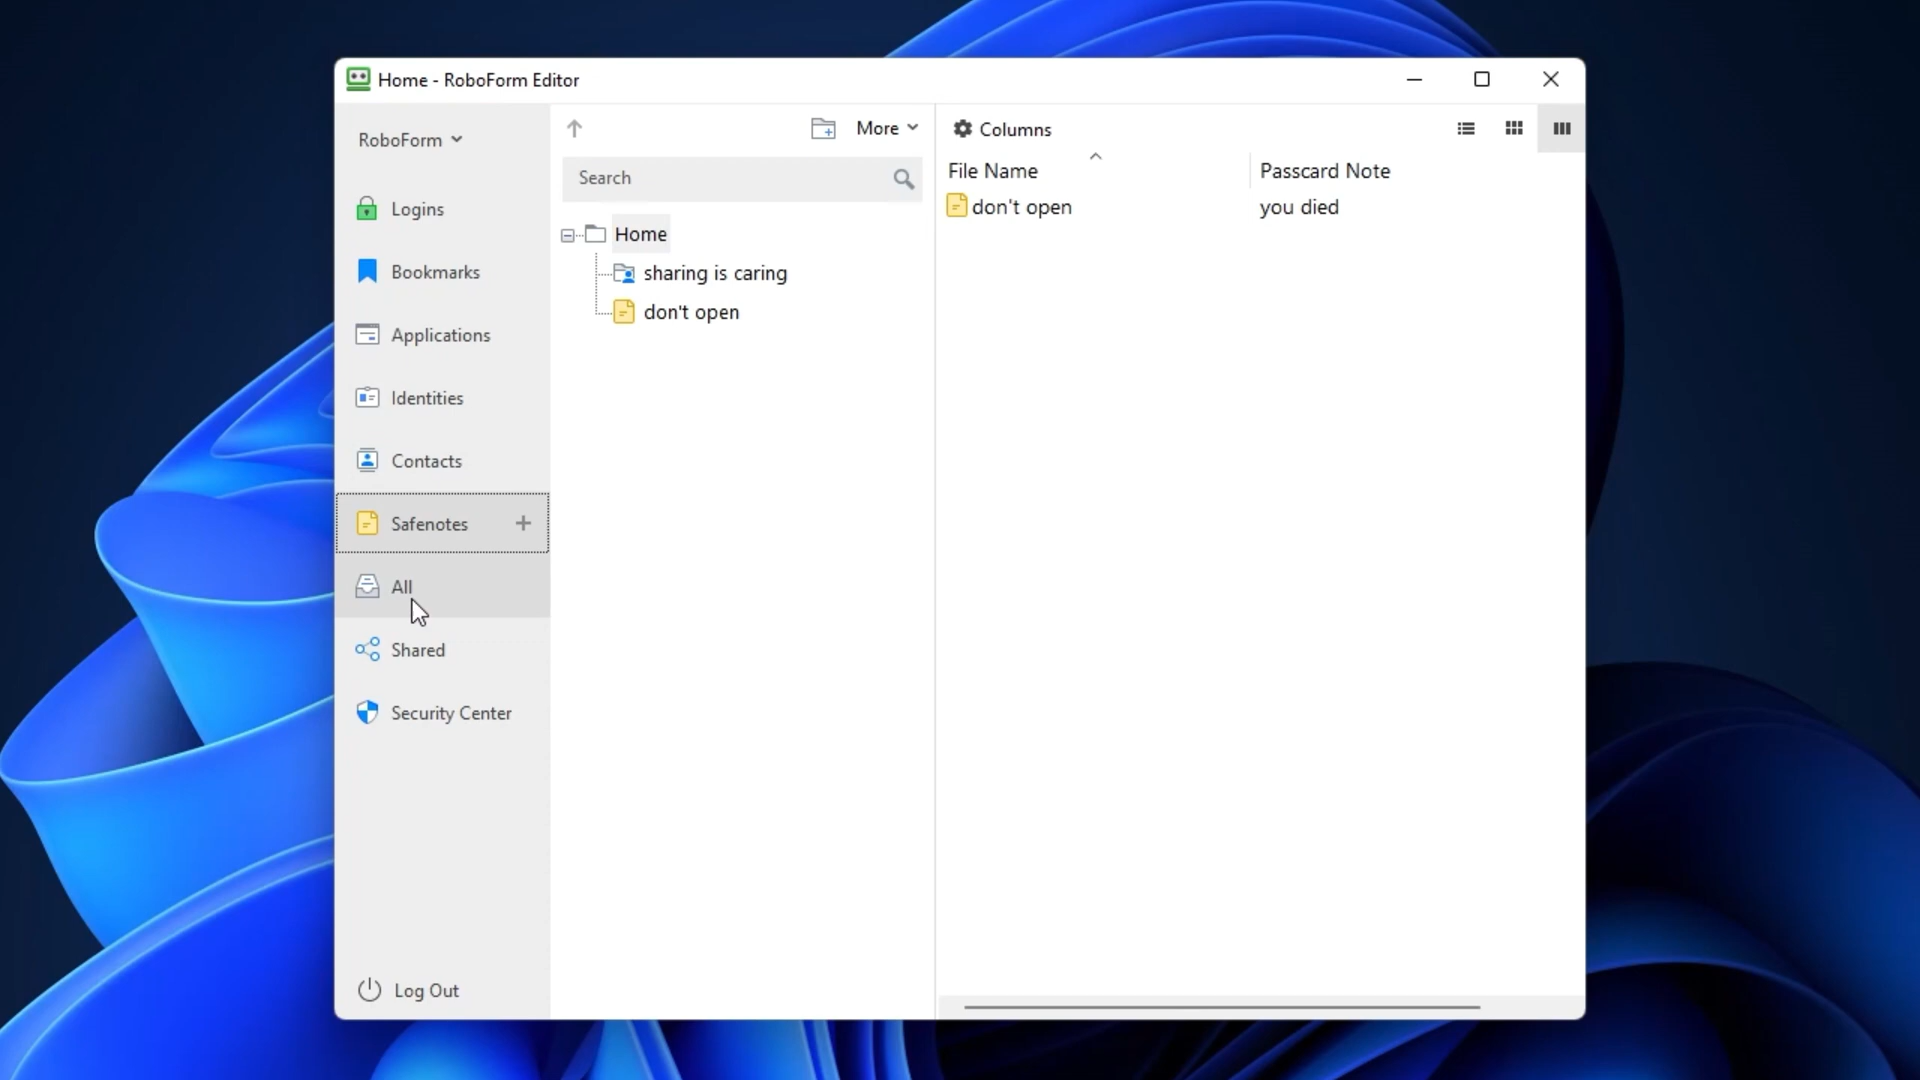 Home - RoboForm Editor
RoboForm
Logins
Bookmarks
Applications
Identities
Contacts
Safenotes
All
Shared
Security Center
Log Out
More
Search
Home
sharing is caring
don't open
Columns
File Name Passcard Note
don't open you died